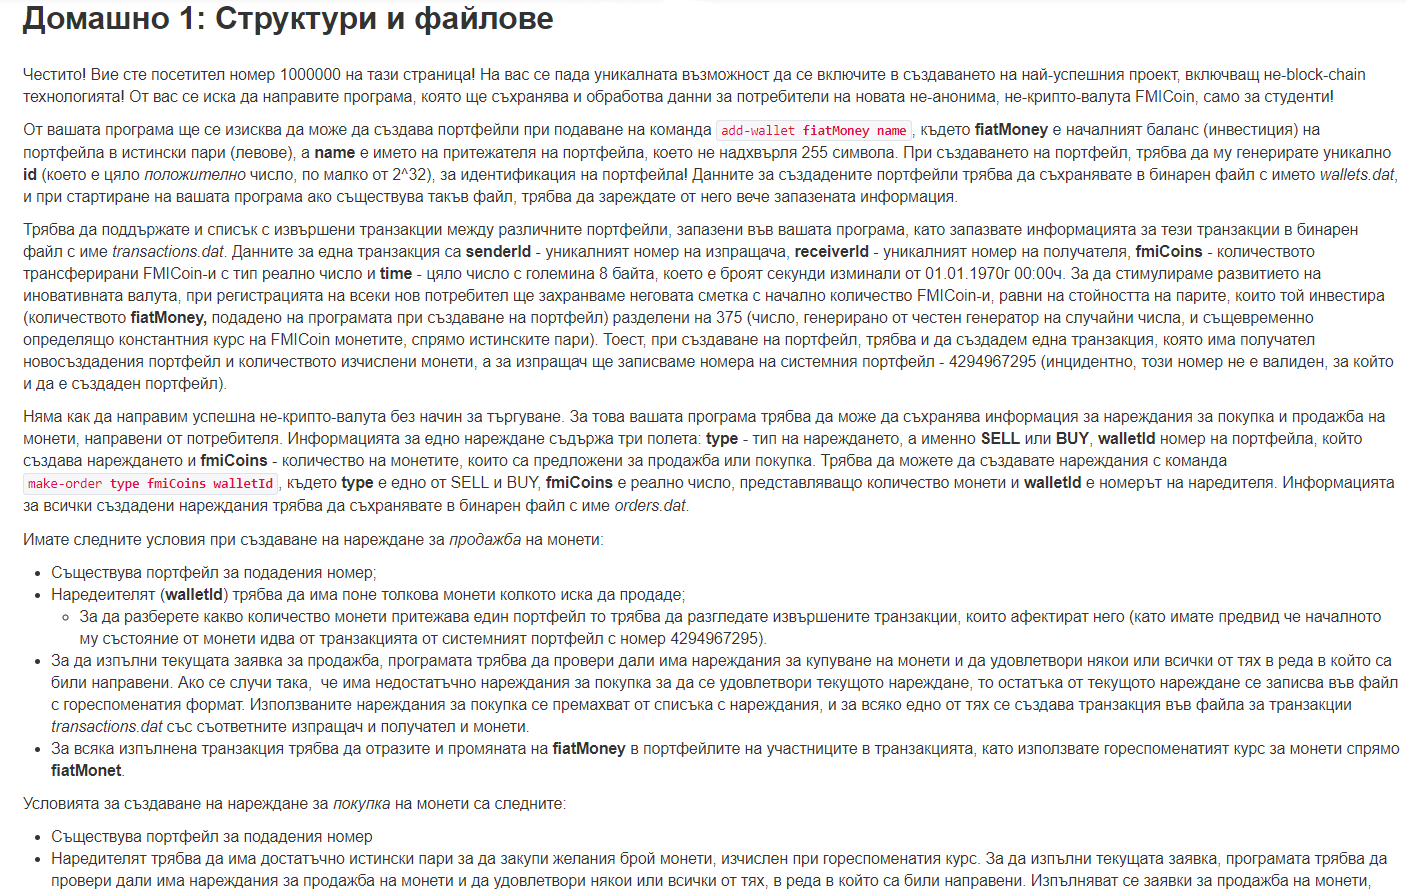 Домашно 1: Структури и файлове
Честито! Вие сте посетител номер 1000000 на тази страница! На вас се пада уникалната възможност да се включите в създаването на най-успешния проект, включващ не-block-chain
технологията! От вас се иска да направите програма, която ще съхранява и обработва данни за потребители на новата не-анонима, не-крипто-валута FMICoin, само за студенти!
От вашата програма ще се изисква да може да създава портфейли при подаване на команда add-wallet fiatMoney name, където fiatMoney е началният баланс (инвестиция) на
портфейла в истински пари (левове), а name е името на притежателя на портфейла, което не надхвърля 255 символа. При създаването на портфейл, трябва да му генерирате уникално
id (което е цяло положително число, по малко от 2^32), за идентификация на портфейла! Данните за създадените портфейли трябва да съхранявате в бинарен файл с името wallets.dat,
и при стартиране на вашата програма ако съществува такъв файл, трябва да зареждате от него вече запазената информация.
Трябва да поддържате и списък с извършени транзакции между различните портфейли, запазени във вашата програма, като запазвате информацията за тези транзакции в бинарен
файл с име transactions.dat. Данните за една транзакция са senderId - уникалният номер на изпращача, receiverId - уникалният номер на получателя, fmiCoins - количеството
трансферирани FMICoin-и с тип реално число и time - цяло число с големина 8 байта, което е броят секунди изминали от 01.01.1970г 00:00ч. За да стимулираме развитието на
иновативната валута, при регистрацията на всеки нов потребител ще захранваме неговата сметка с начално количество FMICoin-и, равни на стойността на парите, които той инвестира
(количеството fiatMoney, подадено на програмата при създаване на портфейл) разделени на 375 (число, генерирано от честен генератор на случайни числа, и същевременно
определящо константния курс на FMICoin монетите, спрямо истинските пари). Тоест, при създаване на портфейл, трябва и да създадем една транзакция, която има получател
новосъздадения портфейл и количеството изчислени монети, а за изпращач ще записваме номера на системния портфейл - 4294967295 (инцидентно, този номер не е валиден, за който
и да е създаден портфейл).
Няма как да направим успешна не-крипто-валута без начин за търгуване. За това вашата програма трябва да може да съхранява информация за нареждания за покупка и продажба на
монети, направени от потребителя. Информацията за едно нареждане съдържа три полета: type - тип на нареждането, а именно SELL или BUY, walletId номер на портфейла, който
създава нареждането и fmiCoins - количество на монетите, които са предложени за продажба или покупка. Трябва да можете да създавате нареждания с команда
make-order type fmiCoins walletId, където type е едно от SELL и BUY, fmiCoins е реално число, представляващо количество монети и walletId е номерът на наредителя. Информацията
за всички създадени нареждания трябва да съхранявате в бинарен файл с име orders.dat.
Имате следните условия при създаване на нареждане за продажба на монети:
• Съществува портфейл за подадения номер;
• Наредеителят (walletId) трябва да има поне толкова монети колкото иска да продаде;
◦ За да разберете какво количество монети притежава един портфейл то трябва да разгледате извършените транзакции, които афектират него (като имате предвид че началното
му състояние от монети идва от транзакцията от системният портфейл с номер 4294967295).
• За да изпълни текущата заявка за продажба, програмата трябва да провери дали има нареждания за купуване на монети и да удовлетвори някои или всички от тях в реда в който са
били направени. Ако се случи така,  че има недостатъчно нареждания за покупка за да се удовлетвори текущото нареждане, то остатъка от текущото нареждане се записва във файл
с гореспоменатия формат. Използваните нареждания за покупка се премахват от списъка с нареждания, и за всяко едно от тях се създава транзакция във файла за транзакции
transactions.dat със съответните изпращач и получател и монети.
• За всяка изпълнена транзакция трябва да отразите и промяната на fiatMoney в портфейлите на участниците в транзакцията, като използвате гореспоменатият курс за монети спрямо
fiatMonet.
Условията за създаване на нареждане за покупка на монети са следните:
• Съществува портфейл за подадения номер
• Наредителят трябва да има достатъчно истински пари за да закупи желания брой монети, изчислен при гореспоменатия курс. За да изпълни текущата заявка, програмата трябва да
провери дали има нареждания за продажба на монети и да удовлетвори някои или всички от тях, в реда в който са били направени. Изпълняват се заявки за продажба на монети,